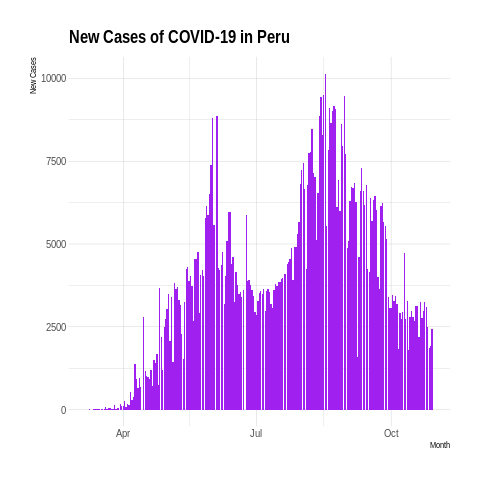 New Cases of COVID-19 in Peru
New Cases
10000
7500
5000
2500
0
Apr Jul Oct
Month